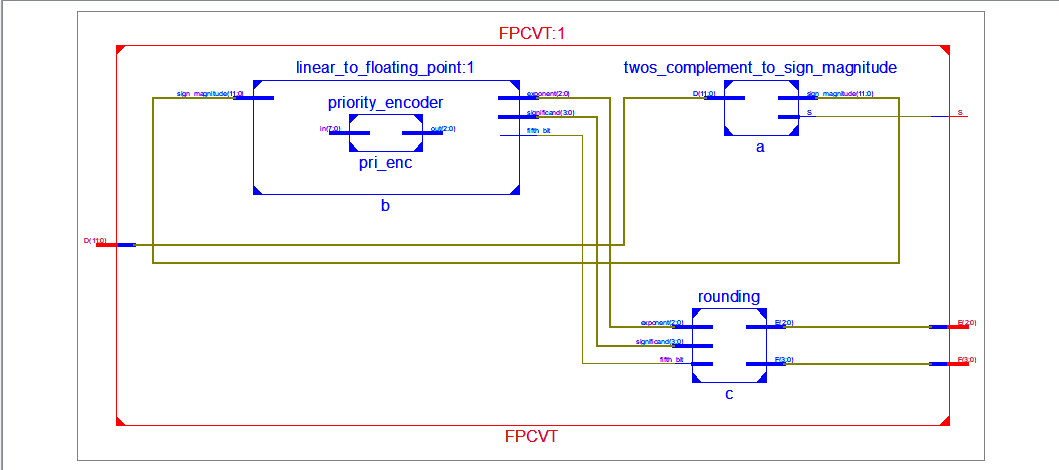 FPCVT:1
linear_to_floating_point:1
twos_complement_to_sign_magnitude
sign_magnitude(11:0)
exponent(2:0)
D(11:0)
sign_magnitude(11:0)
priority_encoder
significand(3:0)
S
S
in(7:0)
out(2:0)
fifth_bit
pri_enc
a
b
D(11:0)
rounding
exponent(2:0)
E(2:0)
E(2:0)
significand(3:0)
fifth_bit
F(3:0)
F(3:0)
c
FPCVT